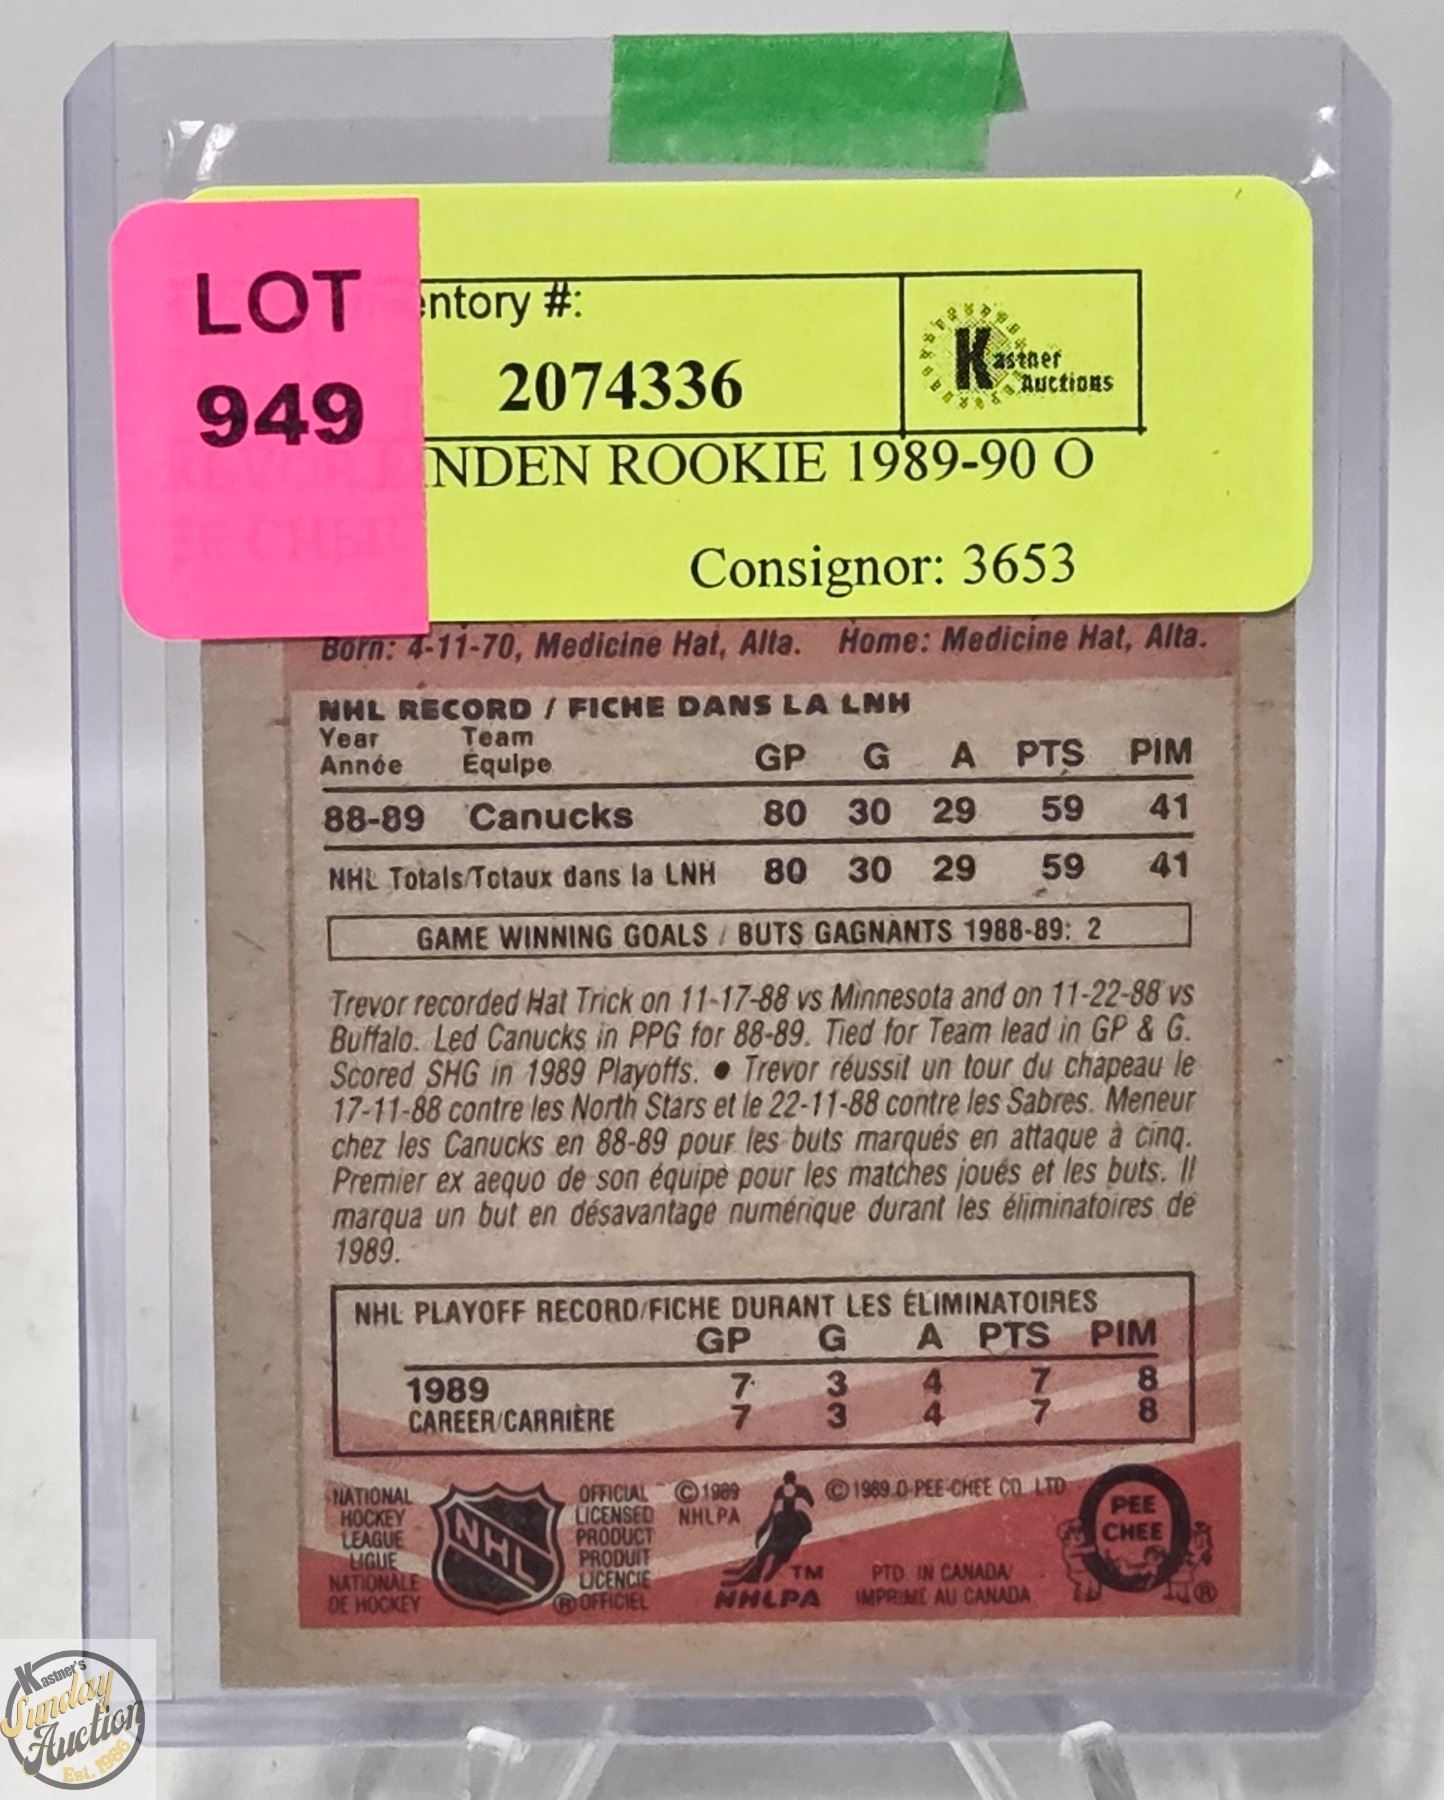 LOT
949
entory #:
2074336
Kastner
Auctions
NDEN ROOKIE 1989-90 O
Consignor: 3653
Born: 4-11-70, Medicine Hat, Alta. Home: Medicine Hat, Alta.
NHL RECORD / FICHE DANS LA LNH
Year Team
Année Équipe GP G A PTS PIM
88-89 Canucks 80 30 29 59 41
NHL Totals/Totaux dans la LNH 80 30 29 59 41
GAME WINNING GOALS / BUTS GAGNANTS 1988-89: 2
Trevor recorded Hat Trick on 11-17-88 vs Minnesota and on 11-22-88 vs
Buffalo. Led Canucks in PPG for 88-89. Tied for Team lead in GP & G.
Scored SHG in 1989 Playoffs. ● Trevor réussit un tour du chapeau le
17-11-88 contre les North Stars et le 22-11-88 contre les Sabres. Meneur
chez les Canucks en 88-89 pour les buts marqués en attaque à cinq.
Premier ex aequo de son équipe pour les matches joués et les buts. Il
marqua un but en désavantage numérique durant les éliminatoires de
1989.
NHL PLAYOFF RECORD/FICHE DURANT LES ÉLIMINATOIRES
GP G A PTS PIM
1989 7 3 4 7 8
CAREER/CARRIÈRE 7 3 4 7 8
NATIONAL
HOCKEY
LEAGUE
LIGUE
NATIONALE
DE HOCKEY
NHL
OFFICIAL
LICENSED
PRODUCT
PRODUIT
LICENCIÉ
® OFFICIEL
© 1989
NHLPA
TM
NHLPA
© 1989 O-PEE-CHEE CO. LTD
PTD. IN CANADA/
IMPRIMÉ AU CANADA
PEE
CHEE
®
Kastner's
Sunday
Auction
Est. 1986